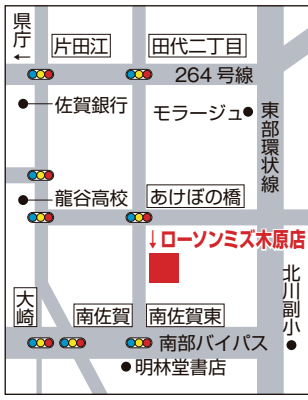 県庁
←
片田江
田代二丁目
264号線
佐賀銀行
モラージュ
東部環状線
龍谷高校
あけぼの橋
↓ローソンミズ木原店
大崎
南佐賀
南佐賀東
北川副小
南部バイパス
明林堂書店